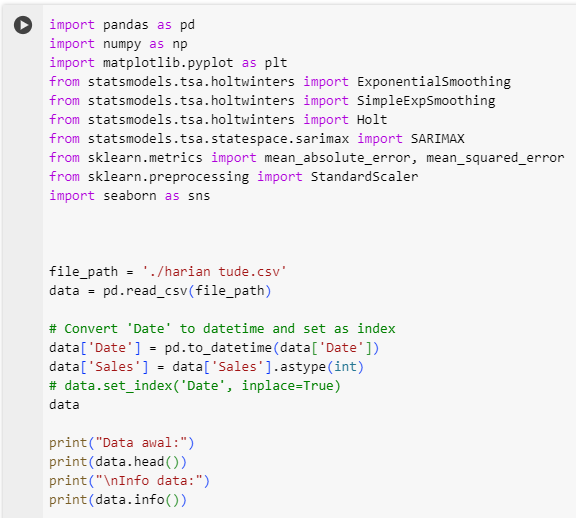 import pandas as pd
import numpy as np
import matplotlib.pyplot as plt
from statsmodels.tsa.holtwinters import ExponentialSmoothing
from statsmodels.tsa.holtwinters import SimpleExpSmoothing
from statsmodels.tsa.holtwinters import Holt
from statsmodels.tsa.statespace.sarimax import SARIMAX
from sklearn.metrics import mean_absolute_error, mean_squared_error
from sklearn.preprocessing import StandardScaler
import seaborn as sns
file_path = './harian tude.csv'
data = pd.read_csv(file_path)
# Convert 'Date' to datetime and set as index
data['Date'] = pd.to_datetime(data['Date'])
data['Sales'] = data['Sales'].astype(int)
# data.set_index('Date', inplace=True)
data
print("Data awal:")
print(data.head())
print("\nInfo data:")
print(data.info())